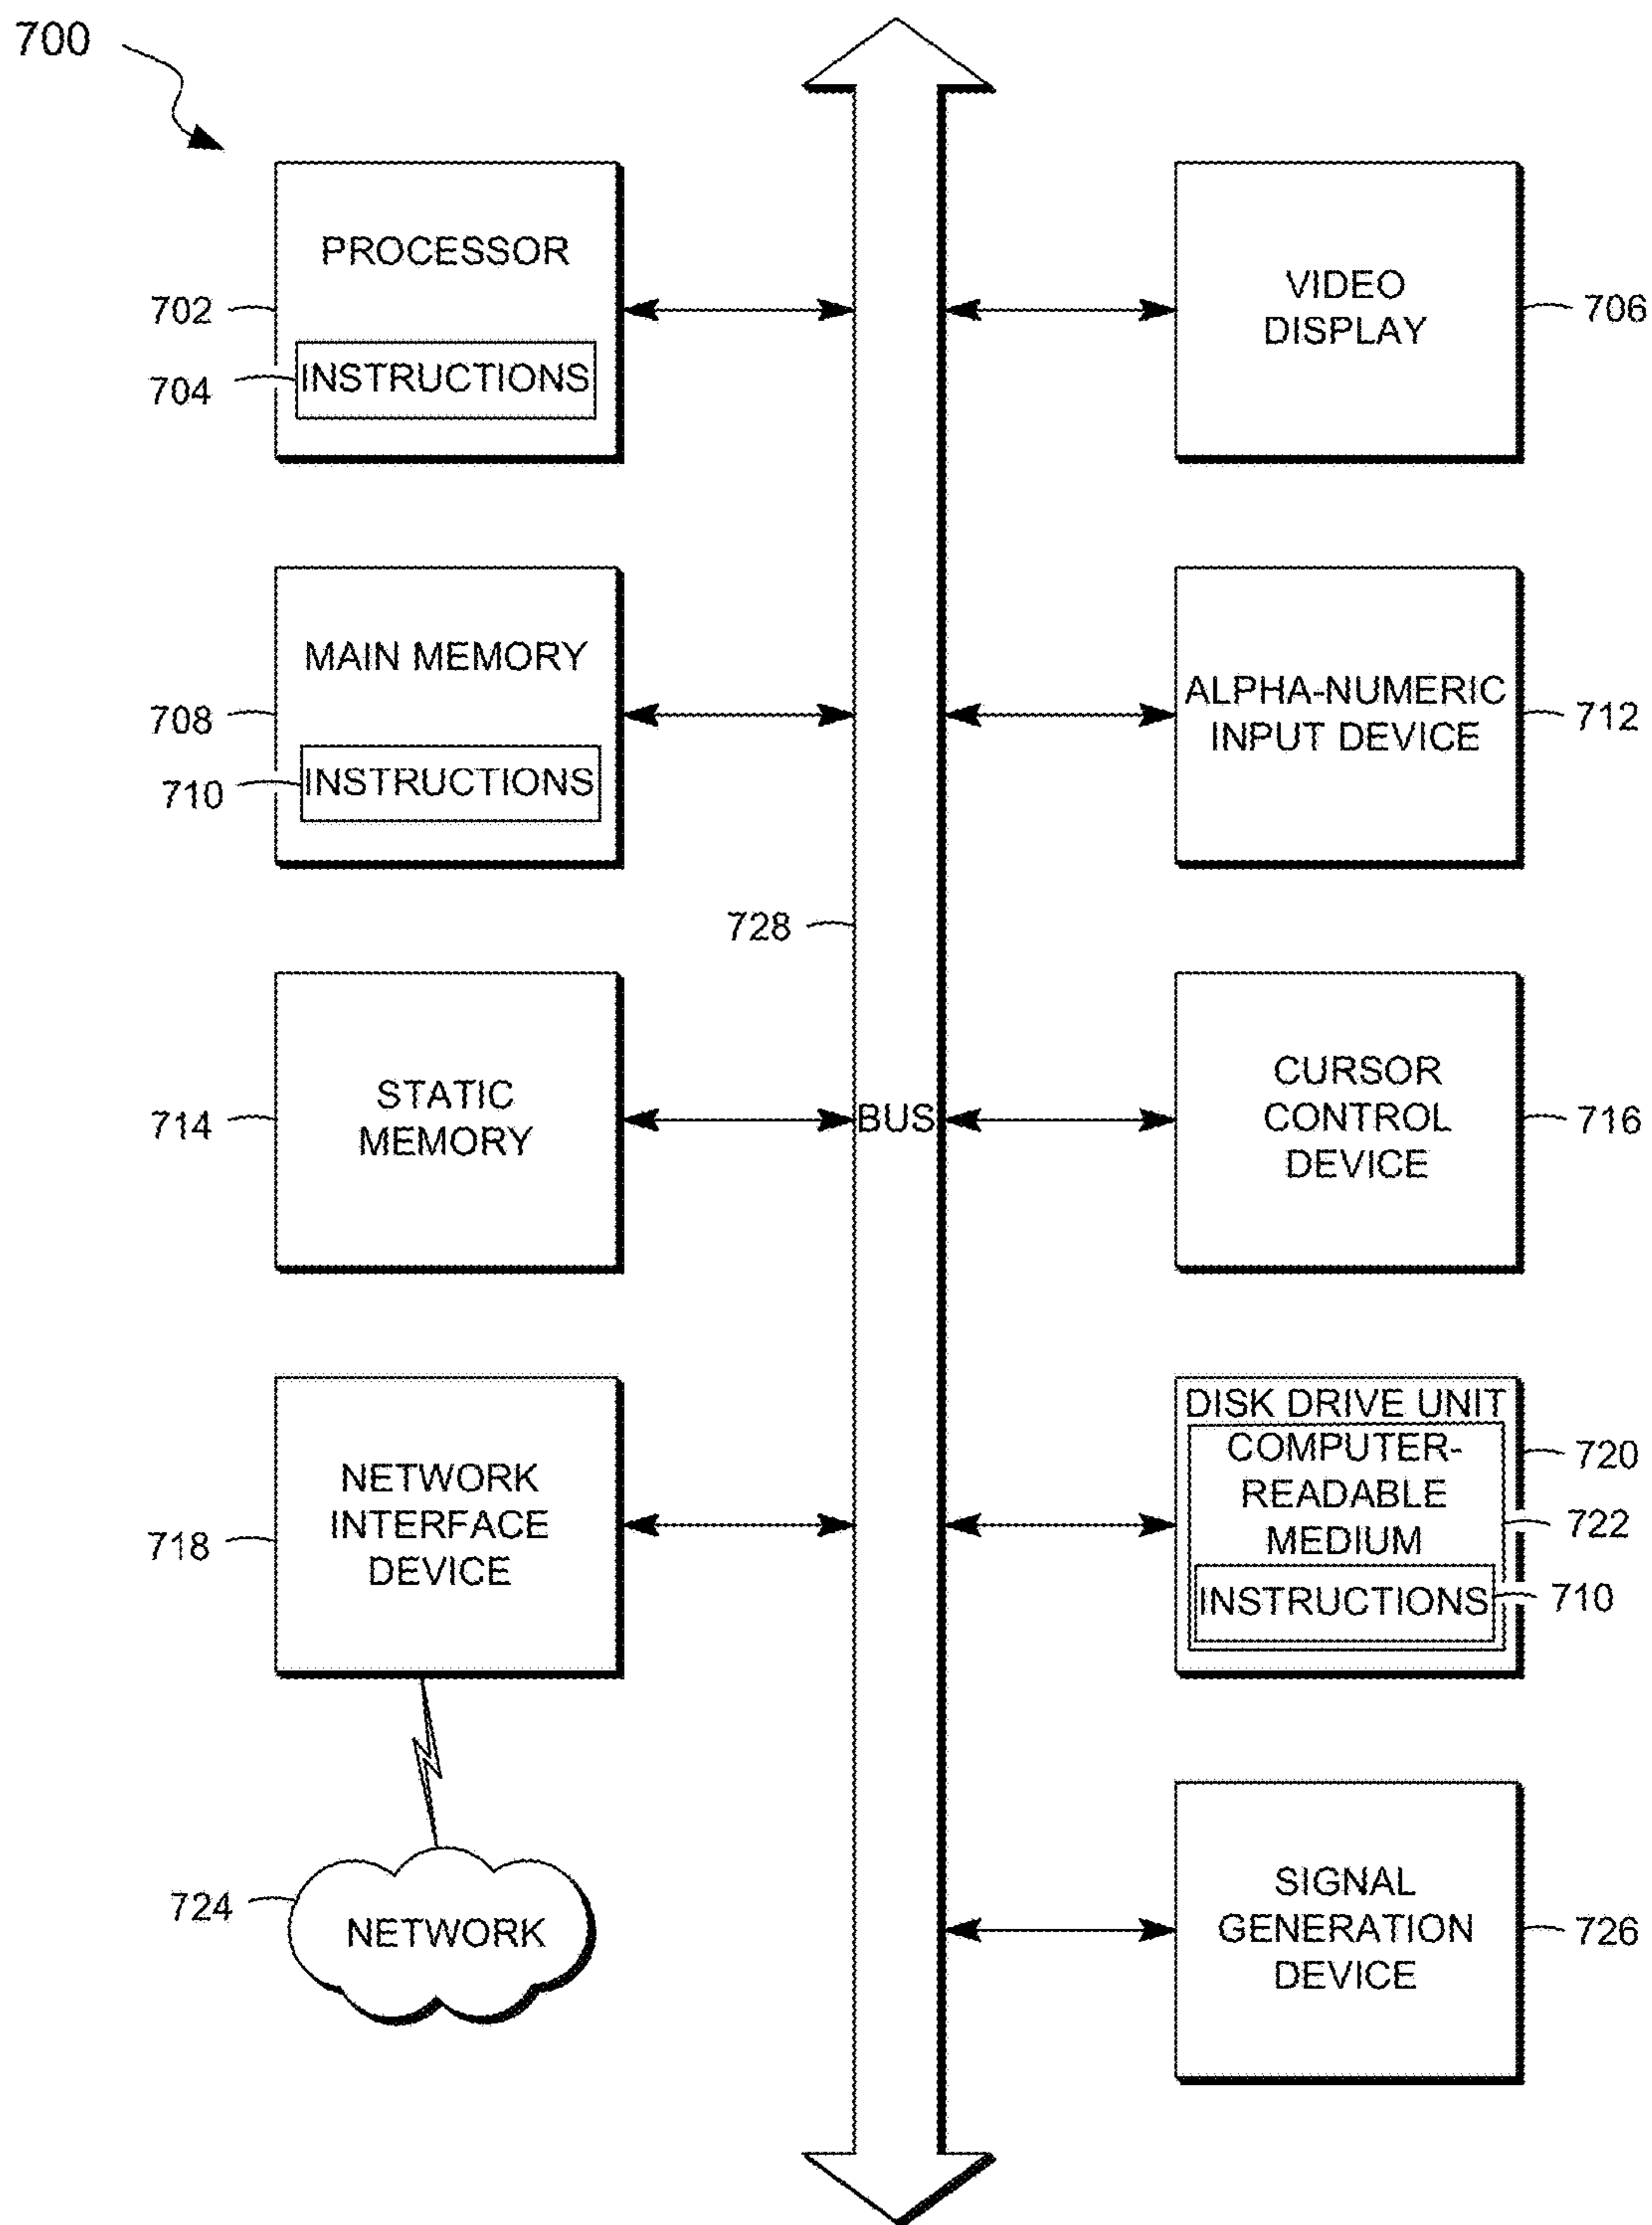 700
PROCESSOR
702
INSTRUCTIONS
704
VIDEO
DISPLAY
706
MAIN MEMORY
708
INSTRUCTIONS
710
ALPHA-NUMERIC
INPUT DEVICE
712
728
BUS
STATIC
MEMORY
714
CURSOR
CONTROL
DEVICE
716
NETWORK
INTERFACE
DEVICE
718
DISK DRIVE UNIT
720
COMPUTER-
READABLE
MEDIUM
722
INSTRUCTIONS
710
724
NETWORK
SIGNAL
GENERATION
DEVICE
726